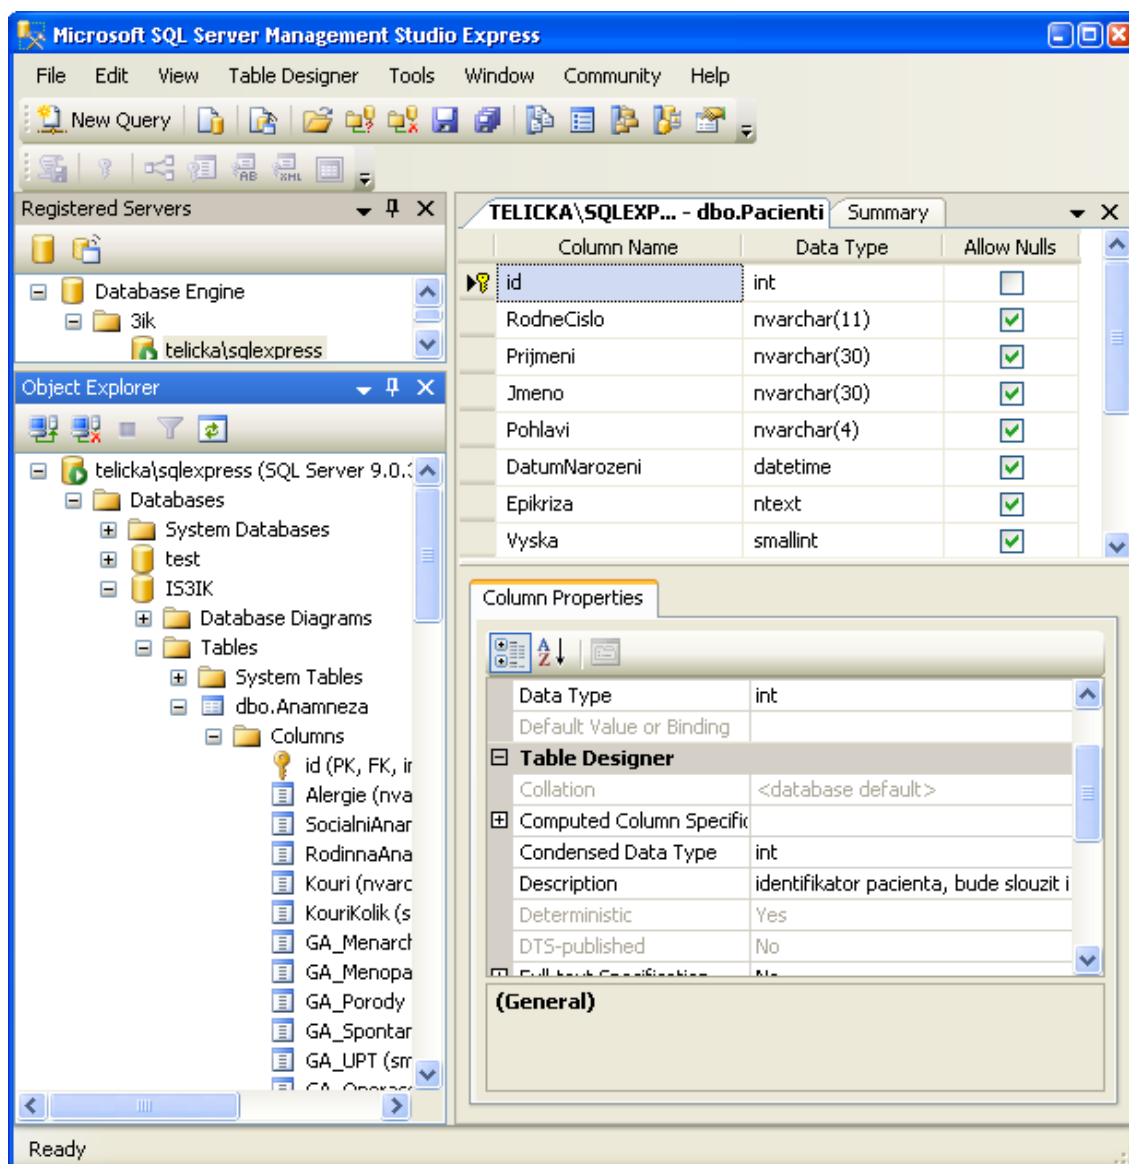 Microsoft SQL Server Management Studio Express
File Edit View Table Designer Tools Window Community Help
New Query
Registered Servers
Database Engine
3ik
telicka\sqlexpress
Object Explorer
telicka\sqlexpress (SQL Server 9.0.
Databases
System Databases
test
IS3IK
Database Diagrams
Tables
System Tables
dbo.Anamneza
Columns
id (PK, FK, ir
Alergie (nva
SocialniAnar
RodinnaAna
Kouri (nvarc
KouriKolik (s
GA_Menarch
GA_Menopa
GA_Porody
GA_Spontar
GA_UPT (sm
TELICKA\SQLEXP... - dbo.Pacienti Summary
Column Name Data Type Allow Nulls
id int
RodneCislo nvarchar(11)
Prijmeni nvarchar(30)
Jmeno nvarchar(30)
Pohlavi nvarchar(4)
DatumNarozeni datetime
Epikriza ntext
Vyska smallint
Column Properties
Data Type int
Default Value or Binding
Table Designer
Collation <database default>
Computed Column Specific
Condensed Data Type int
Description identifikator pacienta, bude slouzit i
Deterministic Yes
DTS-published No
Full-text Specification No
(General)
Ready